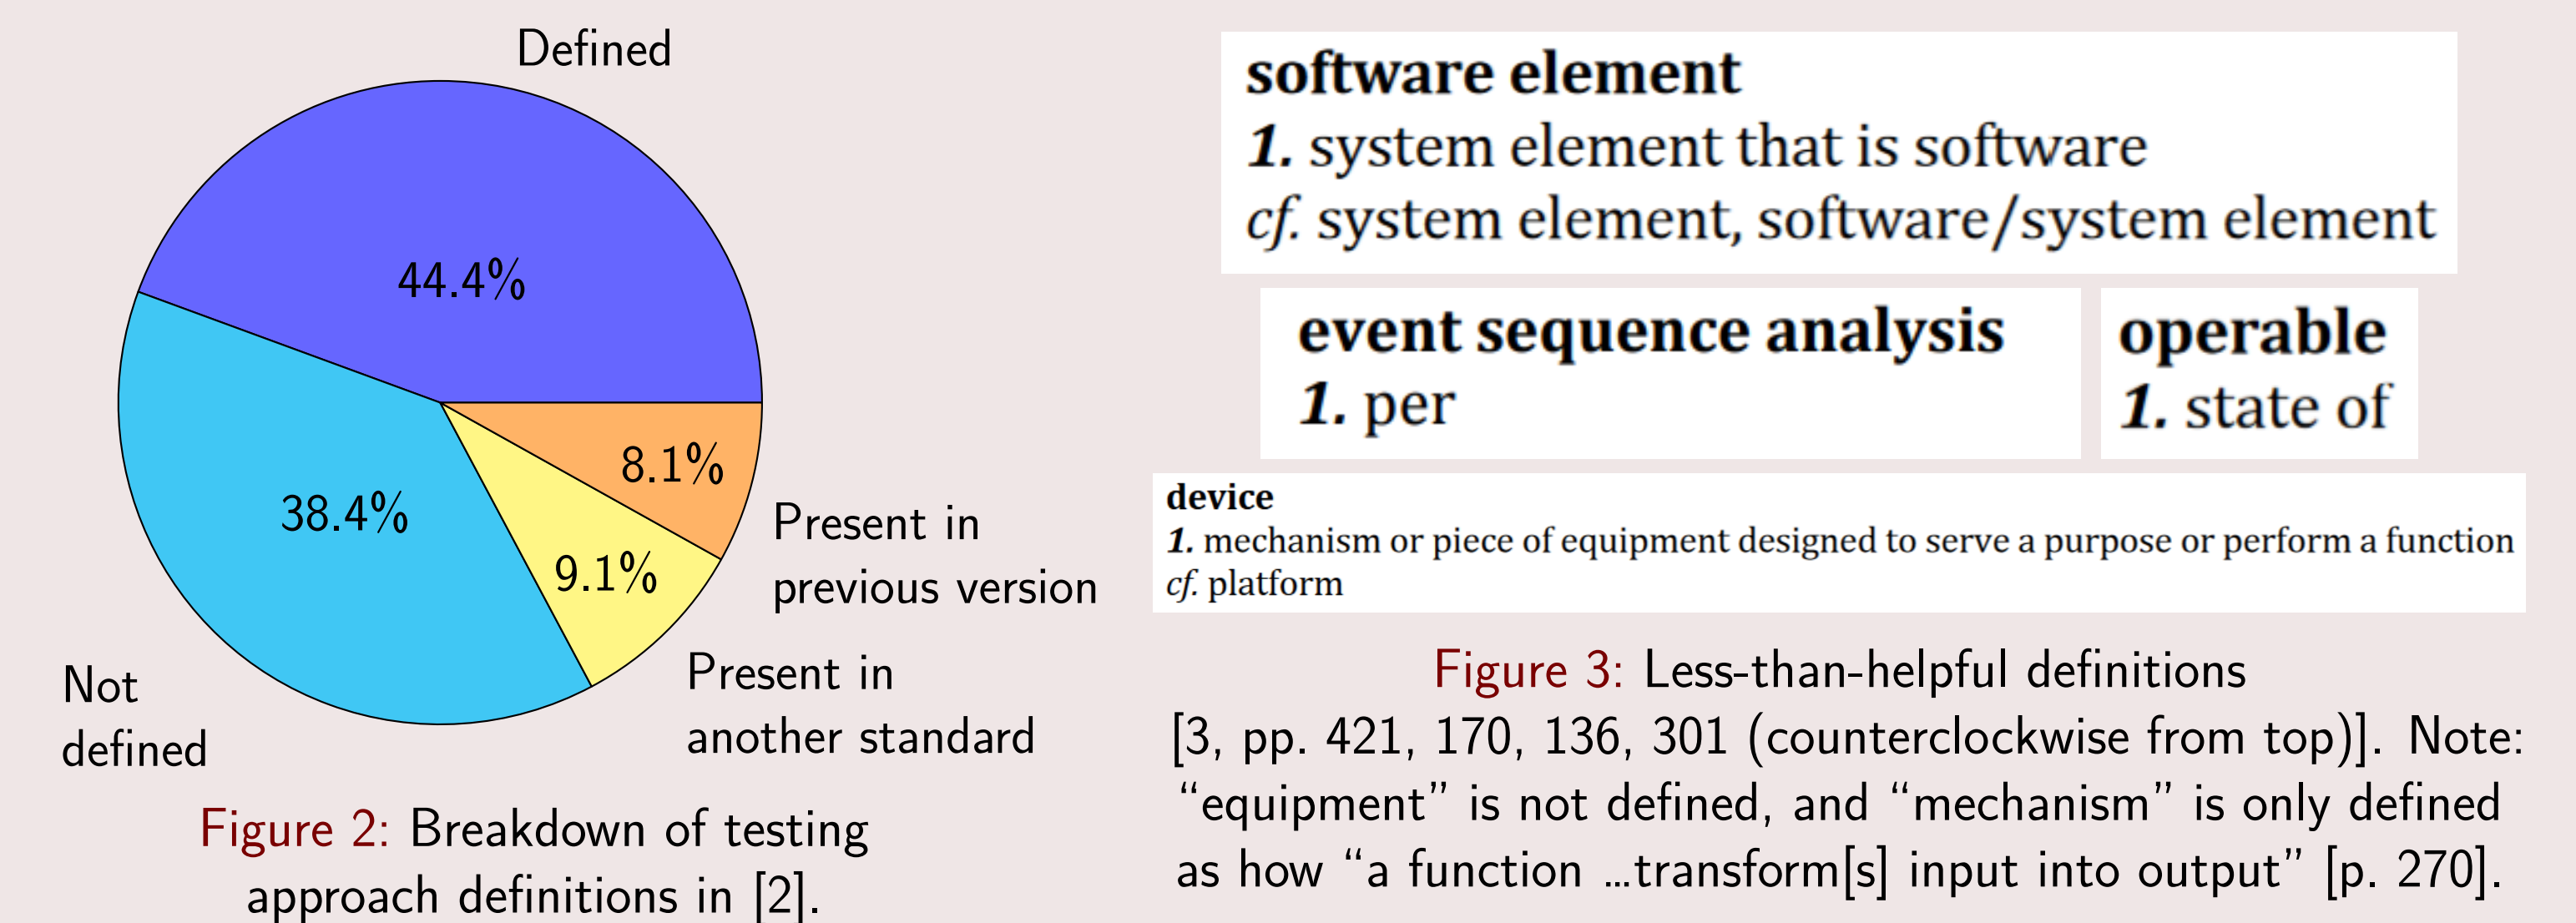 Defined
44.4%
38.4%
8.1%
9.1%
Present in
previous version
Present in
another standard
Not
defined
Figure 2: Breakdown of testing
approach definitions in [2].
software element
1. system element that is software
cf. system element, software/system element
event sequence analysis
1. per
operable
1. state of
device
1. mechanism or piece of equipment designed to serve a purpose or perform a function
cf. platform
Figure 3: Less-than-helpful definitions
[3, pp. 421, 170, 136, 301 (counterclockwise from top)]. Note:
“equipment” is not defined, and “mechanism” is only defined
as how “a function ...transform[s] input into output” [p. 270].